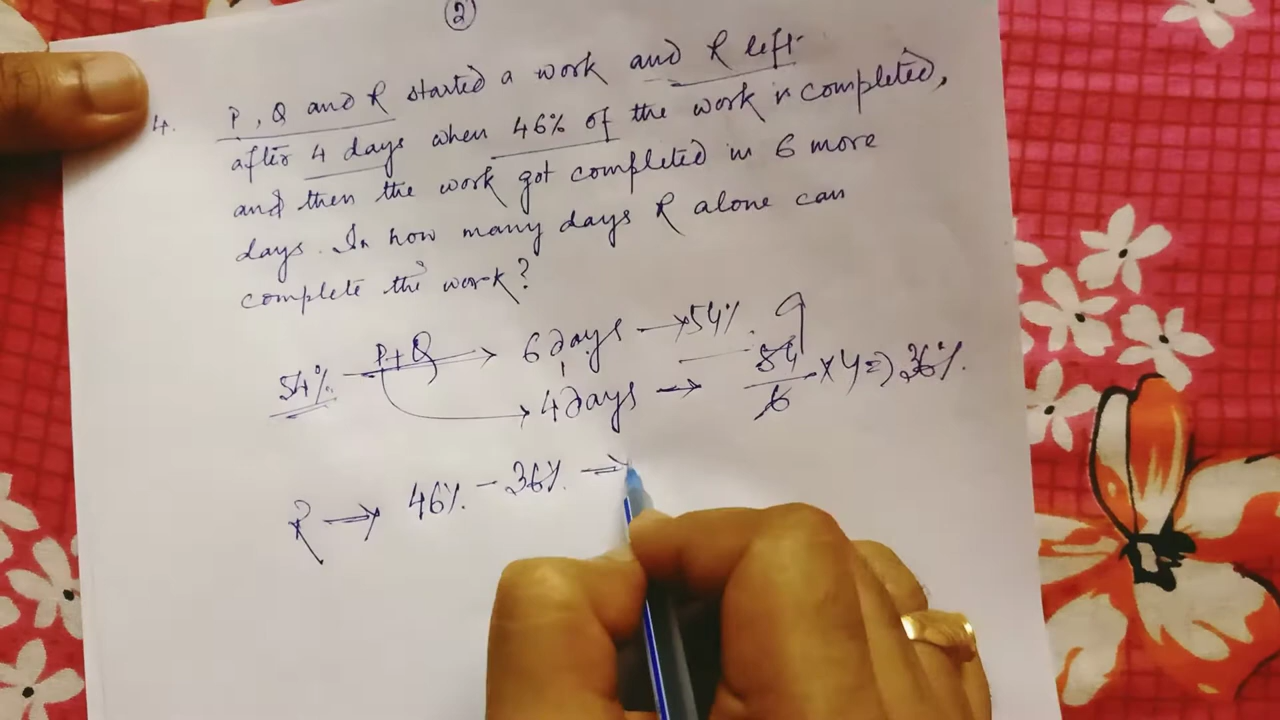 2
4. P, Q and R started a work and R left
after 4 days when 46% of the work is completed,
and then the work got completed in 6 more
days. In how many days R alone can
complete the work?
54% P+Q → 6 days → 54%
9
4 days → 54/6 × 4 ⇒ 36%
R → 46% - 36% →